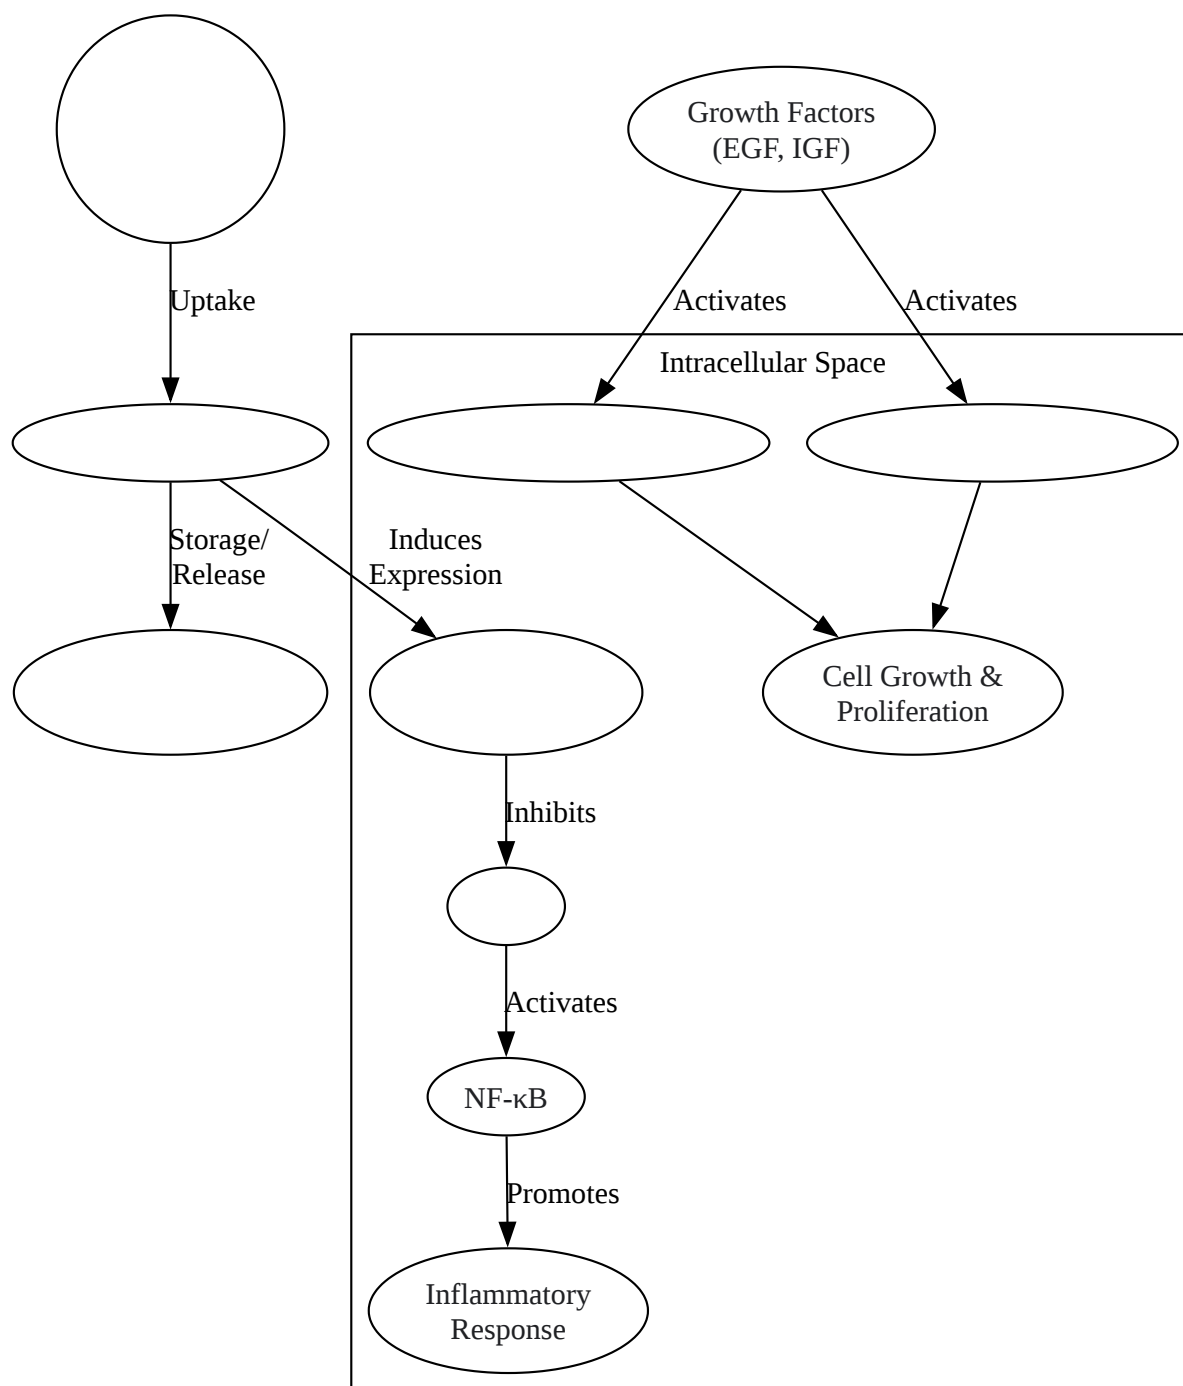 Growth Factors
(EGF, IGF)
Uptake
Activates
Activates
Intracellular Space
Storage/
Release
Induces
Expression
Cell Growth &
Proliferation
Inhibits
Activates
NF-κB
Promotes
Inflammatory
Response